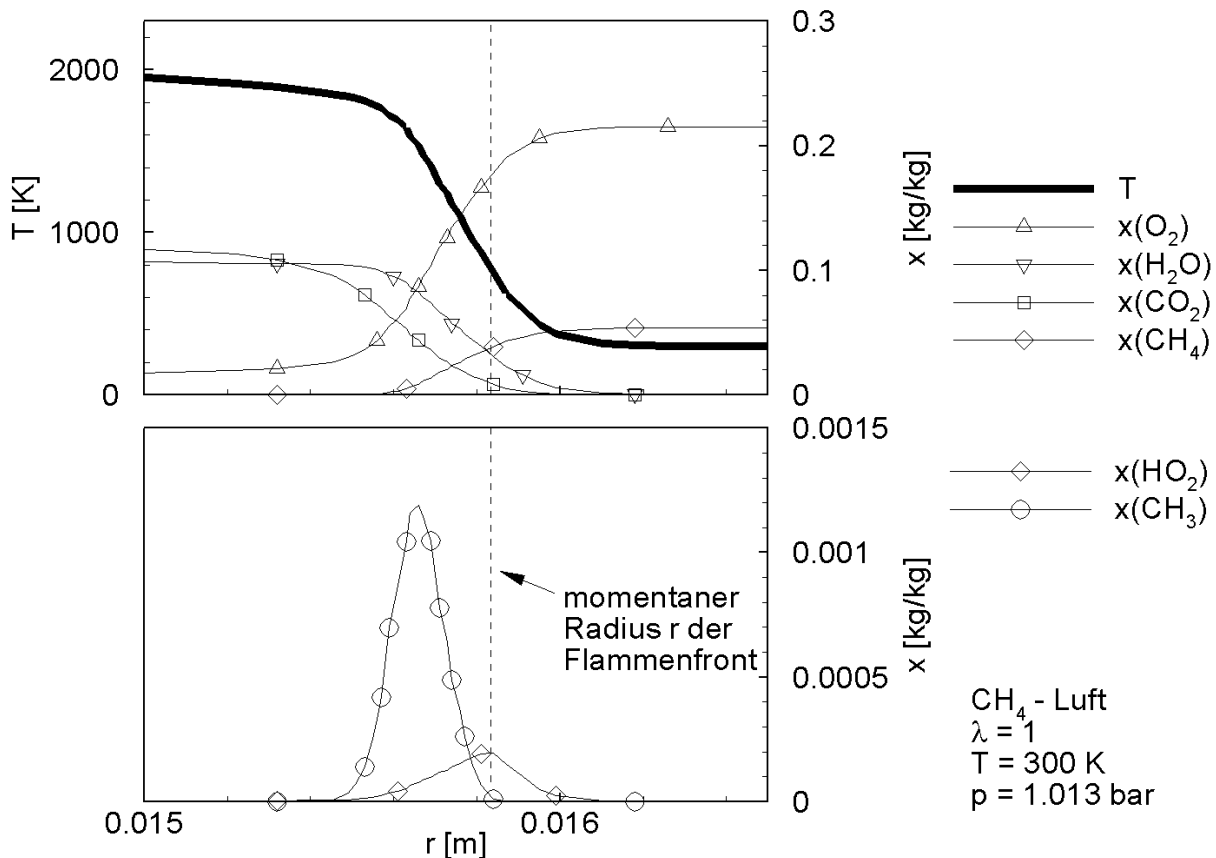 2000
1000
0
T [K]
0.3
0.2
0.1
0
x [kg/kg]
T
x(O₂)
x(H₂O)
x(CO₂)
x(CH₄)
0.0015
0.001
0.0005
0
x [kg/kg]
x(HO₂)
x(CH₃)
momentaner
Radius r der
Flammenfront
0.015
0.016
r [m]
CH₄ - Luft
λ = 1
T = 300 K
p = 1.013 bar